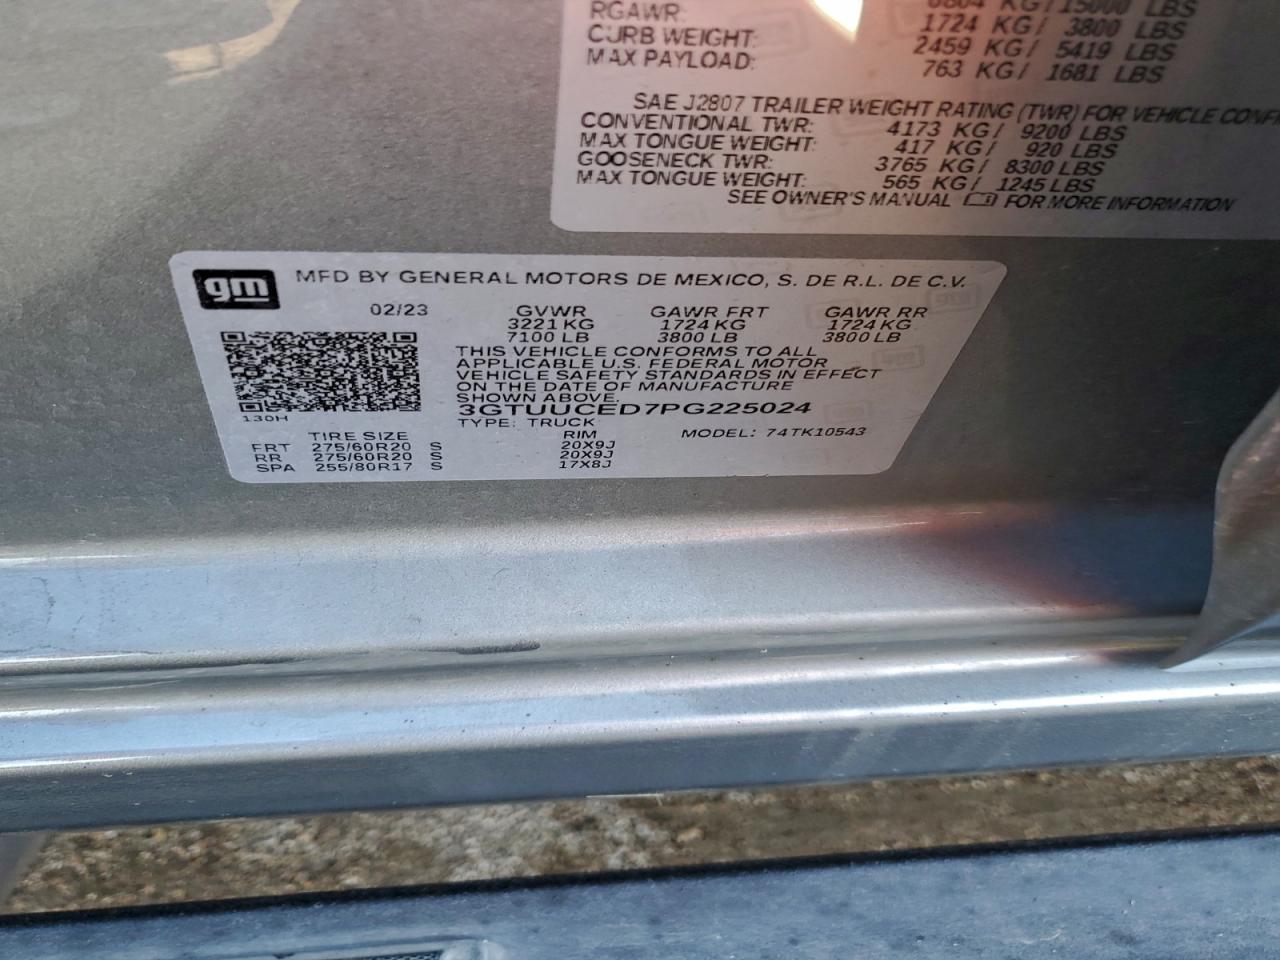 6804 KG/ 15000 LBS
RGAWR: 1724 KG/ 3800 LBS
CURB WEIGHT: 2459 KG/ 5419 LBS
MAX PAYLOAD: 763 KG/ 1681 LBS
SAE J2807 TRAILER WEIGHT RATING (TWR) FOR VEHICLE
CONVENTIONAL TWR: 4173 KG/ 9200 LBS
MAX TONGUE WEIGHT: 417 KG/ 920 LBS
GOOSENECK TWR: 3765 KG/ 8300 LBS
MAX TONGUE WEIGHT: 565 KG/ 1245 LBS
SEE OWNER'S MANUAL FOR MORE INFORMATION
gm MFD BY GENERAL MOTORS DE MEXICO, S. DE R.L. DE C.V.
02/23 GVWR GAWR FRT GAWR RR
3221 KG 1724 KG 1724 KG
7100 LB 3800 LB 3800 LB
THIS VEHICLE CONFORMS TO ALL
APPLICABLE U.S. FEDERAL MOTOR
VEHICLE SAFETY STANDARDS IN EFFECT
ON THE DATE OF MANUFACTURE
SHOWN ABOVE.
3GTUUCED7PG225024
130H
TYPE: TRUCK MODEL: 74TK10543
TIRE SIZE RIM
FRT 275/60R20 S 20X9J
RR 275/60R20 S 20X9J
SPA 255/80R17 S 17X8J